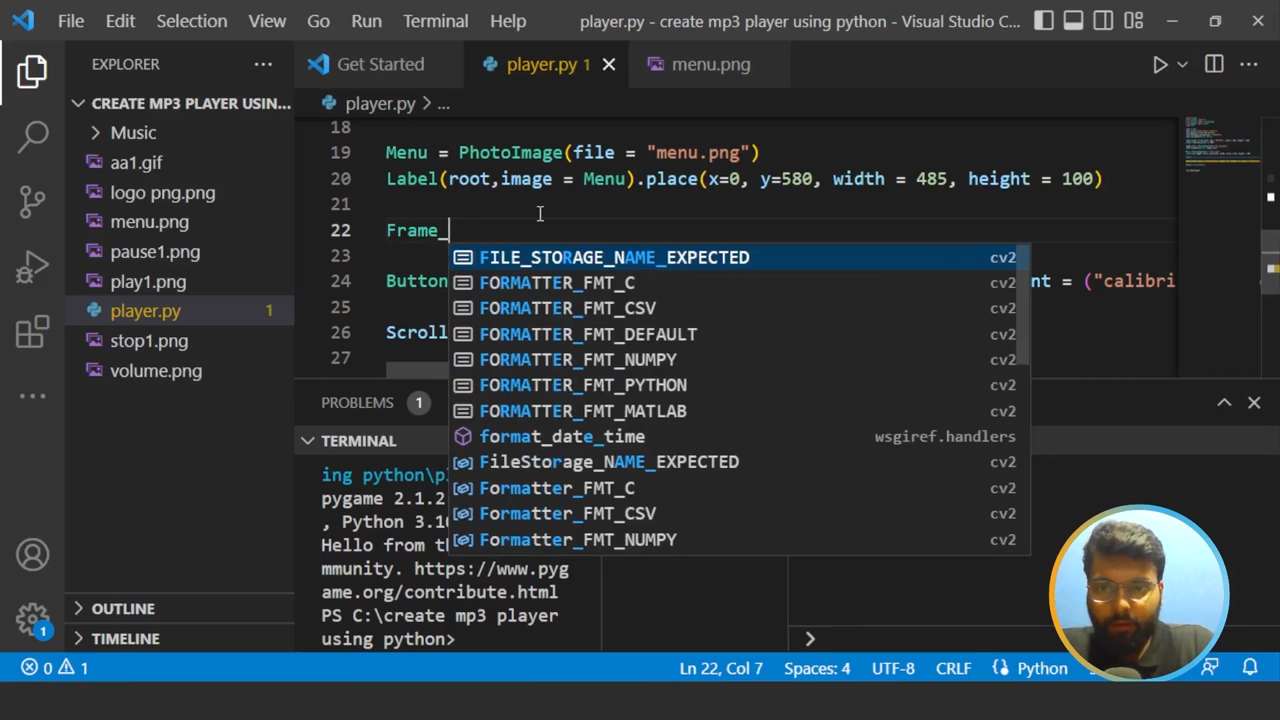 File Edit Selection View Go Run Terminal Help player.py - create mp3 player using python - Visual Studio C...
EXPLORER
Get Started player.py 1 menu.png
CREATE MP3 PLAYER USIN...
Music
aa1.gif
logo png.png
menu.png
pause1.png
play1.png
player.py 1
stop1.png
volume.png
OUTLINE
TIMELINE
player.py > ...
18
19 Menu = PhotoImage(file = "menu.png")
20 Label(root,image = Menu).place(x=0, y=580, width = 485, height = 100)
21
22 Frame_
23
24 Button nt = ("calibri
25
26 Scroll
27
FILE_STORAGE_NAME_EXPECTED cv2
FORMATTER_FMT_C cv2
FORMATTER_FMT_CSV cv2
FORMATTER_FMT_DEFAULT cv2
FORMATTER_FMT_NUMPY cv2
FORMATTER_FMT_PYTHON cv2
FORMATTER_FMT_MATLAB cv2
format_date_time wsgiref.handlers
FileStorage_NAME_EXPECTED cv2
Formatter_FMT_C cv2
Formatter_FMT_CSV cv2
Formatter_FMT_NUMPY cv2
PROBLEMS 1
TERMINAL
ing python\pl
pygame 2.1.2
, Python 3.10
Hello from th
mmunity. https://www.pyg
ame.org/contribute.html
PS C:\create mp3 player
using python>
1
0 1 Ln 22, Col 7 Spaces: 4 UTF-8 CRLF Python